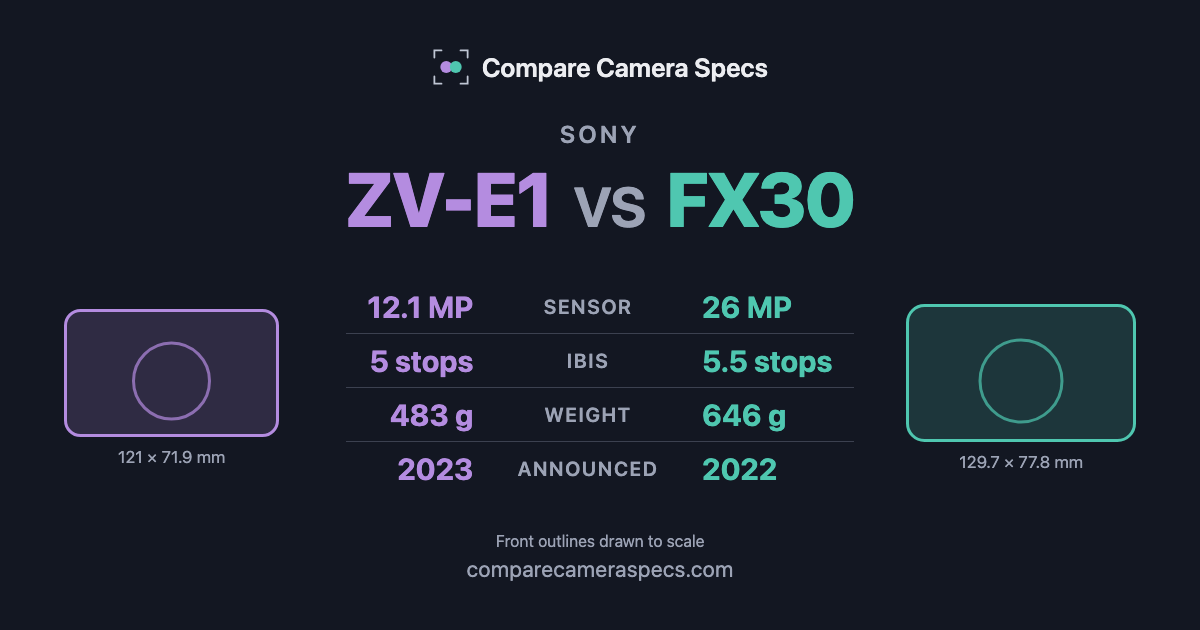 Compare Camera Specs
SONY
ZV-E1 VS FX30
12.1 MP SENSOR 26 MP
5 stops IBIS 5.5 stops
483 g WEIGHT 646 g
2023 ANNOUNCED 2022
121 × 71.9 mm
129.7 × 77.8 mm
Front outlines drawn to scale
comparecameraspecs.com